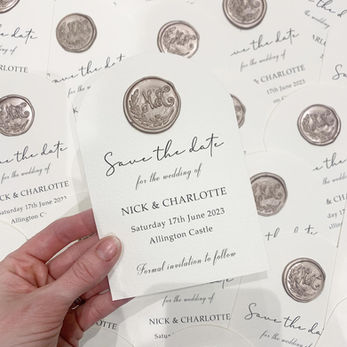 Save the date
for the wedding of
NICK & CHARLOTTE
Saturday 17th June 2023
Allington Castle
Formal invitation to follow